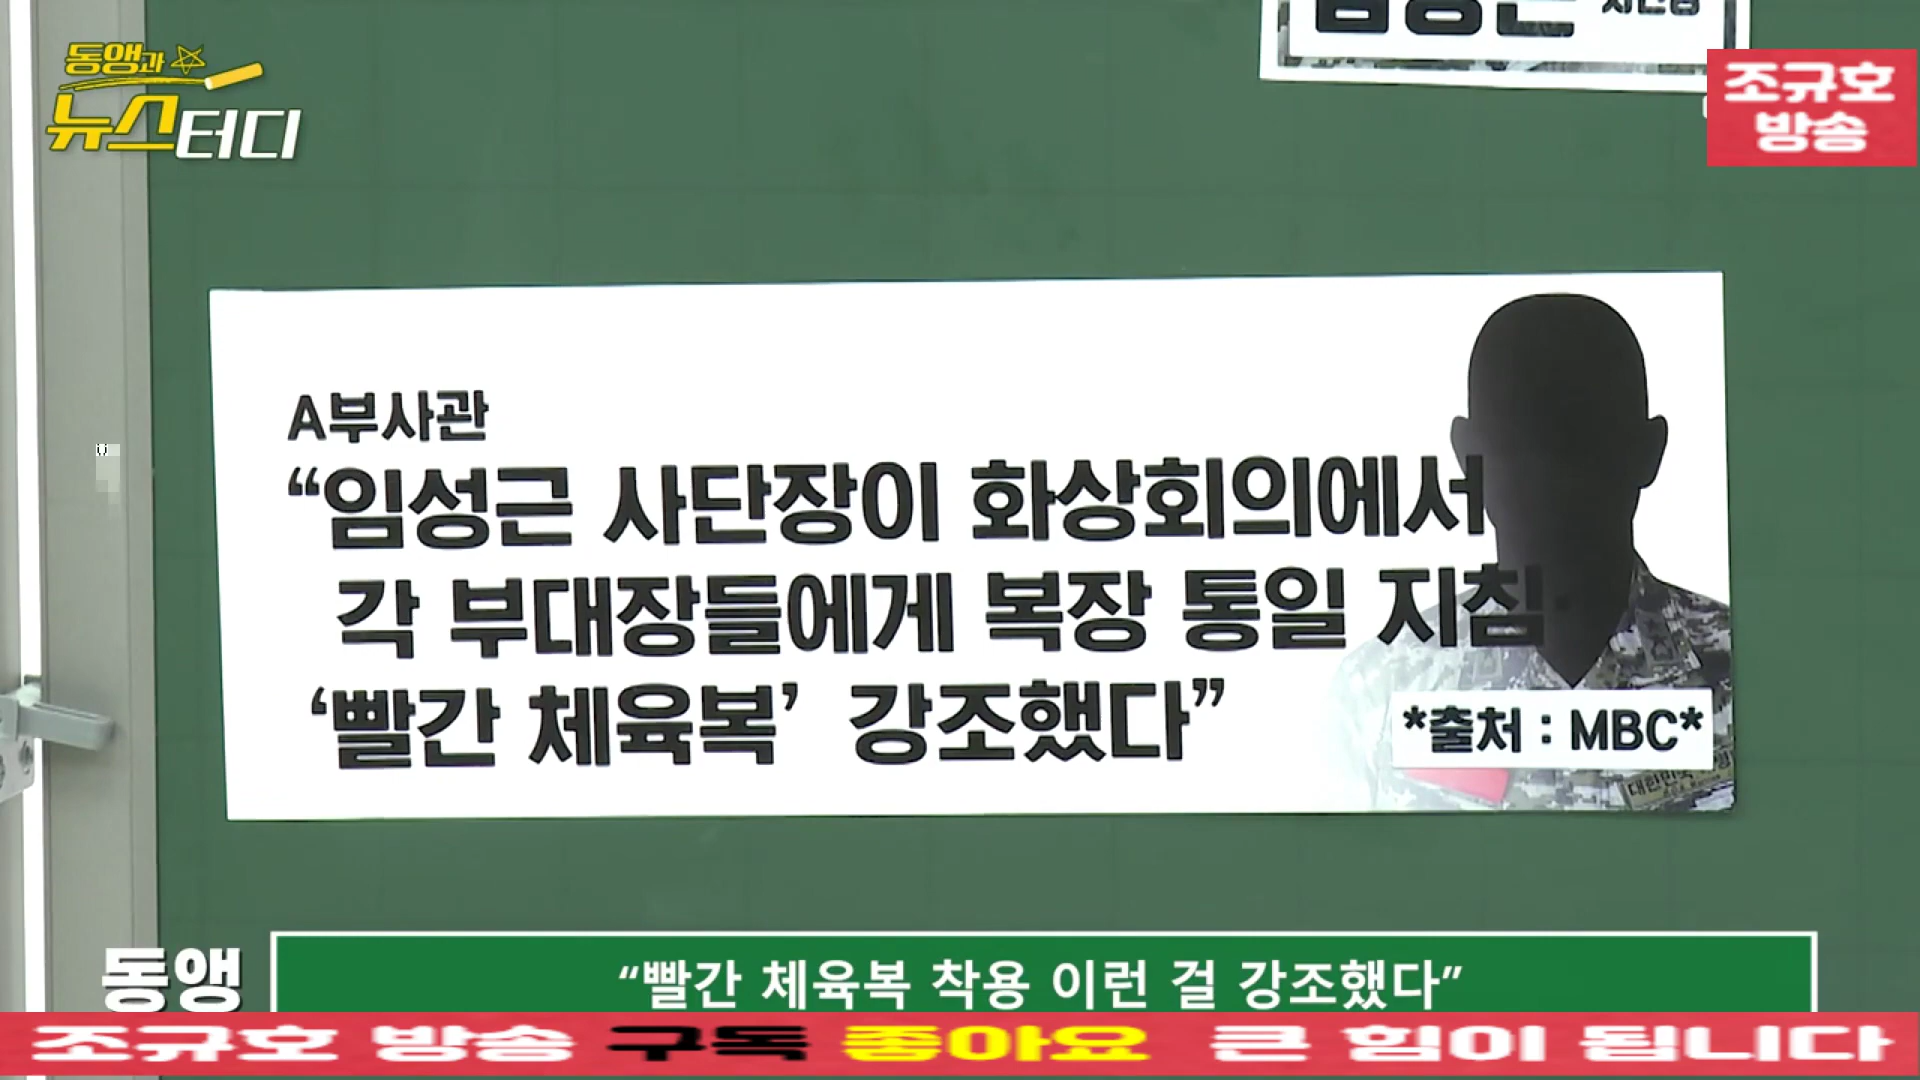 동앵과
뉴스터디
조규호
방송
A부사관
“임성근 사단장이 화상회의에서
각 부대장들에게 복장 통일 지침
‘빨간 체육복’ 강조했다”
*출처 : MBC*
대한민국
동앵
“빨간 체육복 착용 이런 걸 강조했다”
조규호 방송 구독 좋아요 큰 힘이 됩니다